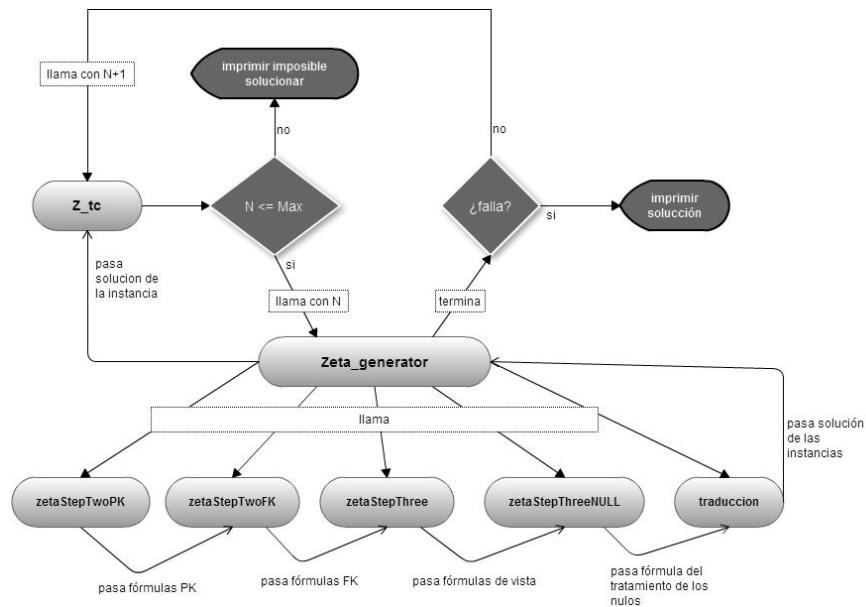 imprimir imposible
solucionar
llama con N+1
no
no
Z_tc
N <= Max
¿falla?
imprimir
solucción
si
pasa
solucion de
la instancia
si
llama con N
termina
Zeta_generator
llama
pasa solución
de las
instancias
zetaStepTwoPK
zetaStepTwoFK
zetaStepThree
zetaStepThreeNULL
traduccion
pasa fórmulas PK
pasa fórmulas FK
pasa fórmulas de vista
pasa fórmula del
tratamiento de los
nulos